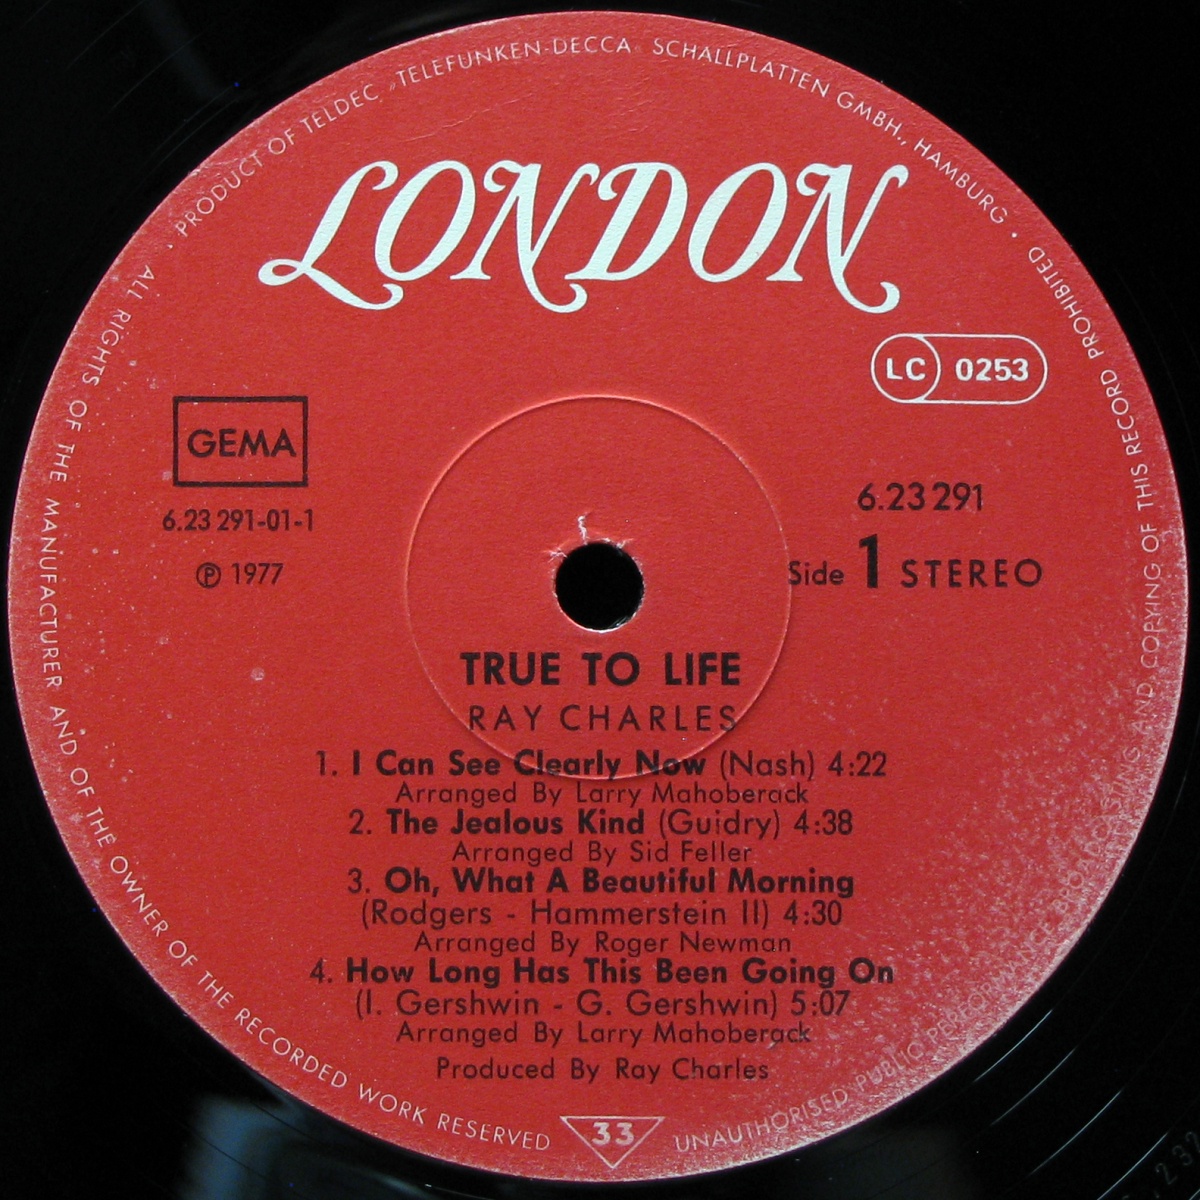 PRODUCT OF TELDEC „TELEFUNKEN-DECCA SCHALLPLATTEN GMBH., HAMBURG ·
LONDON
LC 0253
GEMA
6.23 291-01-1
Ⓟ 1977
6.23 291
Side 1 STEREO
TRUE TO LIFE
RAY CHARLES
1. I Can See Clearly Now (Nash) 4:22
Arranged By Larry Mahoberack
2. The Jealous Kind (Guidry) 4:38
Arranged By Sid Feller
3. Oh, What A Beautiful Morning
(Rodgers - Hammerstein II) 4:30
Arranged By Roger Newman
4. How Long Has This Been Going On
(I. Gershwin - G. Gershwin) 5:07
Arranged By Larry Mahoberack
Produced By Ray Charles
33
ALL RIGHTS OF THE MANUFACTURER AND OF THE OWNER OF THE RECORDED WORK RESERVED
UNAUTHORISED PUBLIC PERFORMANCE BROADCASTING AND COPYING OF THIS RECORD PROHIBITED